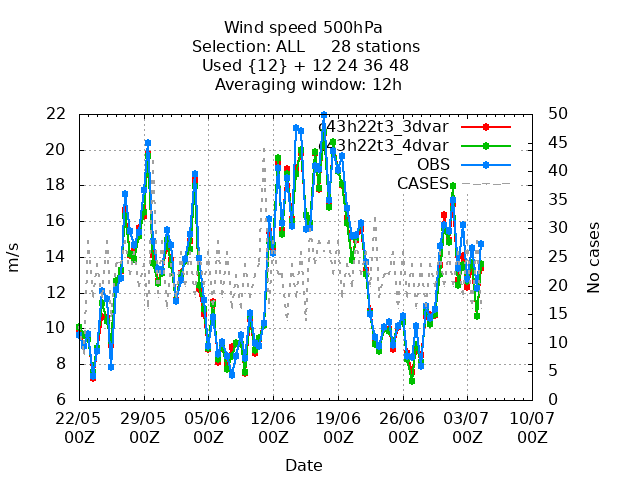 Wind speed 500hPa
Selection: ALL 28 stations
Used {12} + 12 24 36 48
Averaging window: 12h
d43h22t3_3dvar
d43h22t3_4dvar
OBS
CASES
22
20
18
16
14
12
10
8
6
50
45
40
35
30
25
20
15
10
5
0
m/s
No cases
22/05 29/05 05/06 12/06 19/06 26/06 03/07 10/07
00Z 00Z 00Z 00Z 00Z 00Z 00Z 00Z
Date